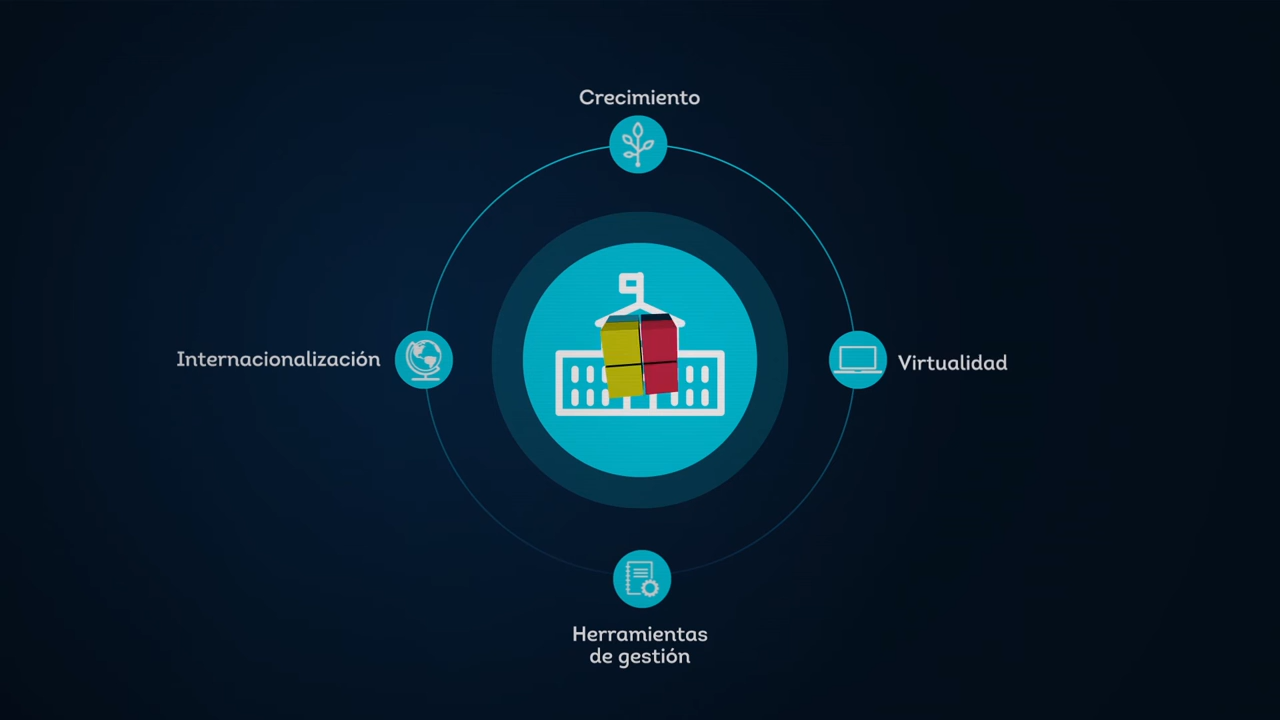 Crecimiento
Internacionalización
Virtualidad
Herramientas
de gestión